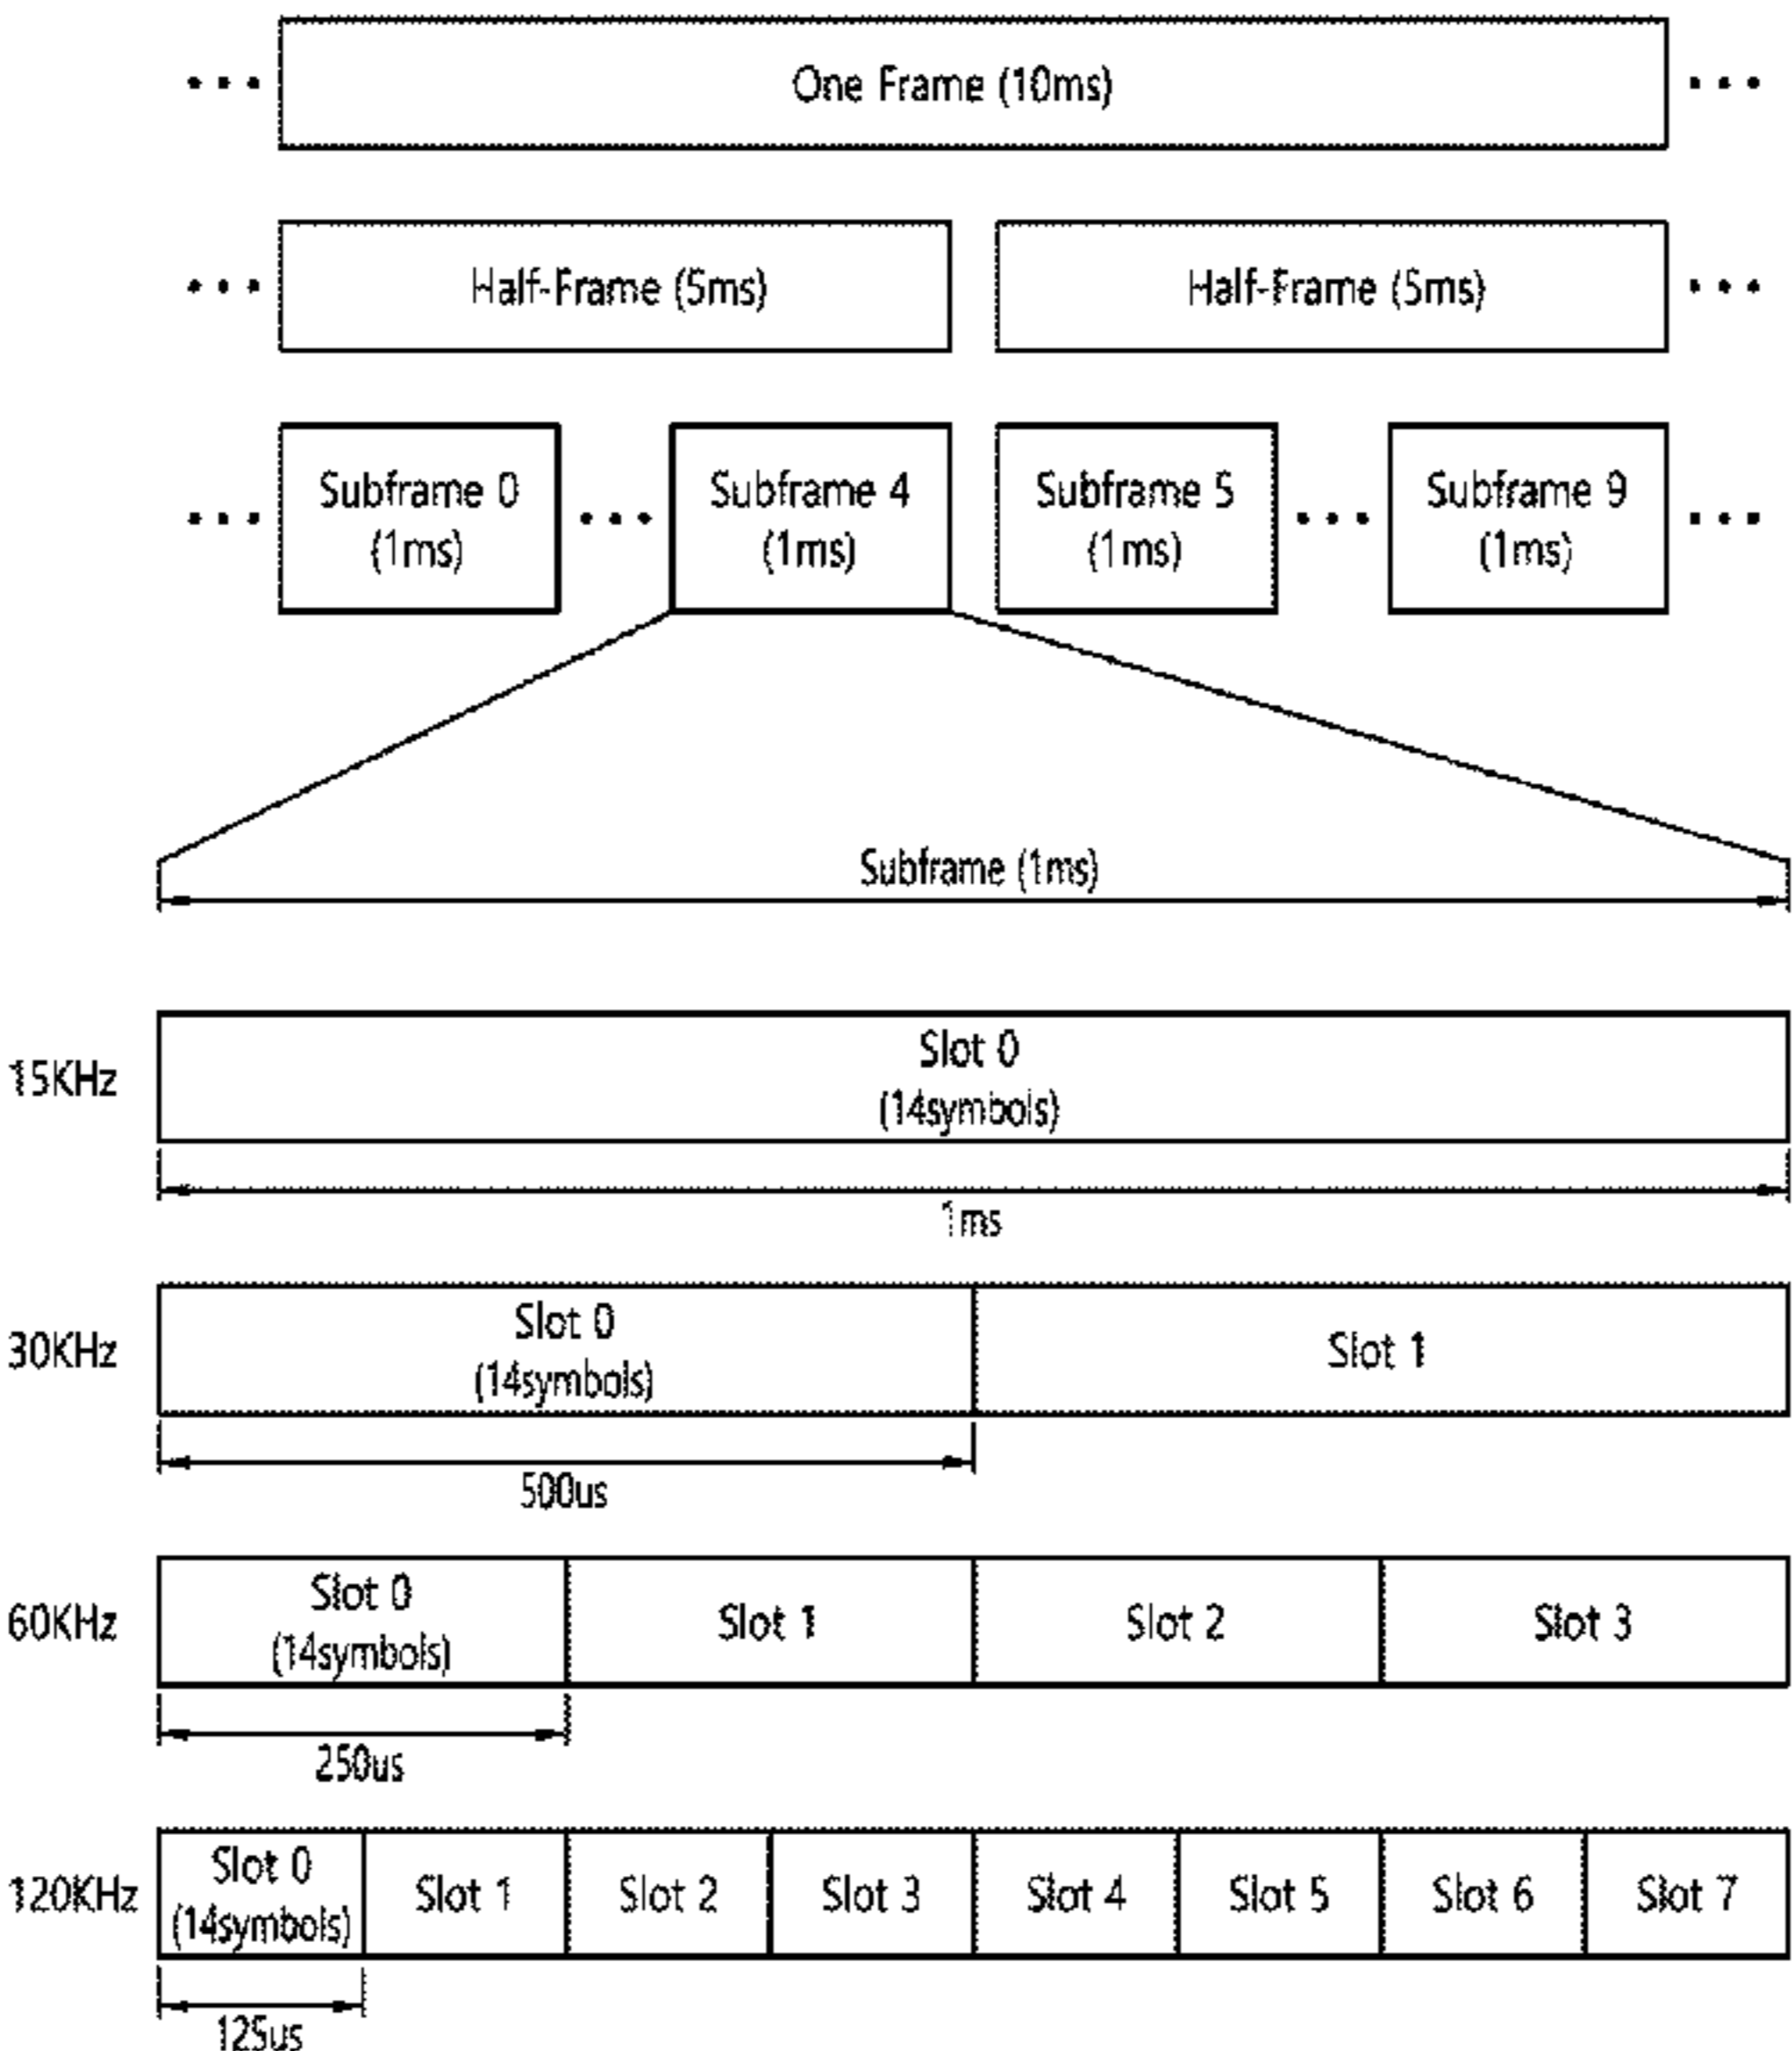 ••• One Frame (10ms) •••
••• Half-Frame (5ms) Half-Frame (5ms) •••
Subframe 0
(1ms)
•••
Subframe 4
(1ms)
Subframe 5
(1ms)
•••
Subframe 9
(1ms)
•••
Subframe (1ms)
15KHz
Slot 0
(14symbols)
1ms
30KHz
Slot 0
(14symbols)
Slot 1
500us
60KHz
Slot 0
(14symbols)
Slot 1
Slot 2
Slot 3
250us
120KHz
Slot 0
(14symbols)
Slot 1
Slot 2
Slot 3
Slot 4
Slot 5
Slot 6
Slot 7
125us